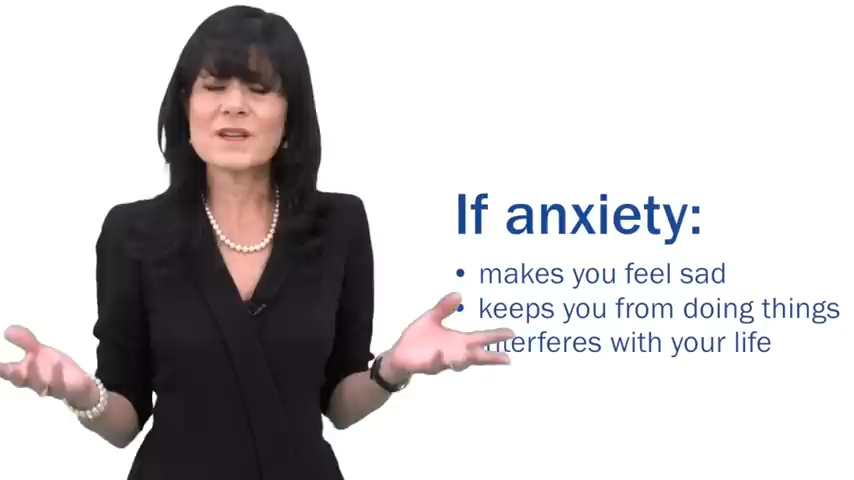 If anxiety:
• makes you feel sad
• keeps you from doing things
interferes with your life